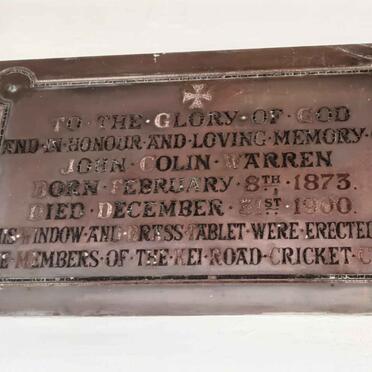 TO · THE · GLORY · OF · GOD
AND · IN · HONOUR · AND · LOVING · MEMORY ·
JOHN · COLIN · WARREN
BORN · FEBRUARY · 8TH · 1873.
DIED · DECEMBER · 31ST · 1900.
WINDOW · AND · BRASS · TABLET · WERE · ERECTED
MEMBERS · OF · THE · KEI · ROAD · CRICKET